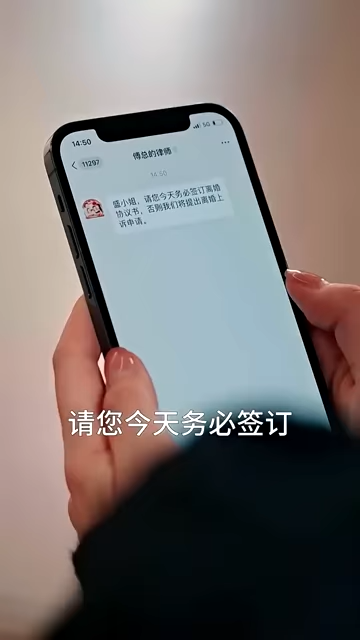 14:50
5G
11297
傅总的律师
14:50
盛小姐，请您今天务必签订离婚
协议书，否则我们将提出离婚上
诉申请。
请您今天务必签订